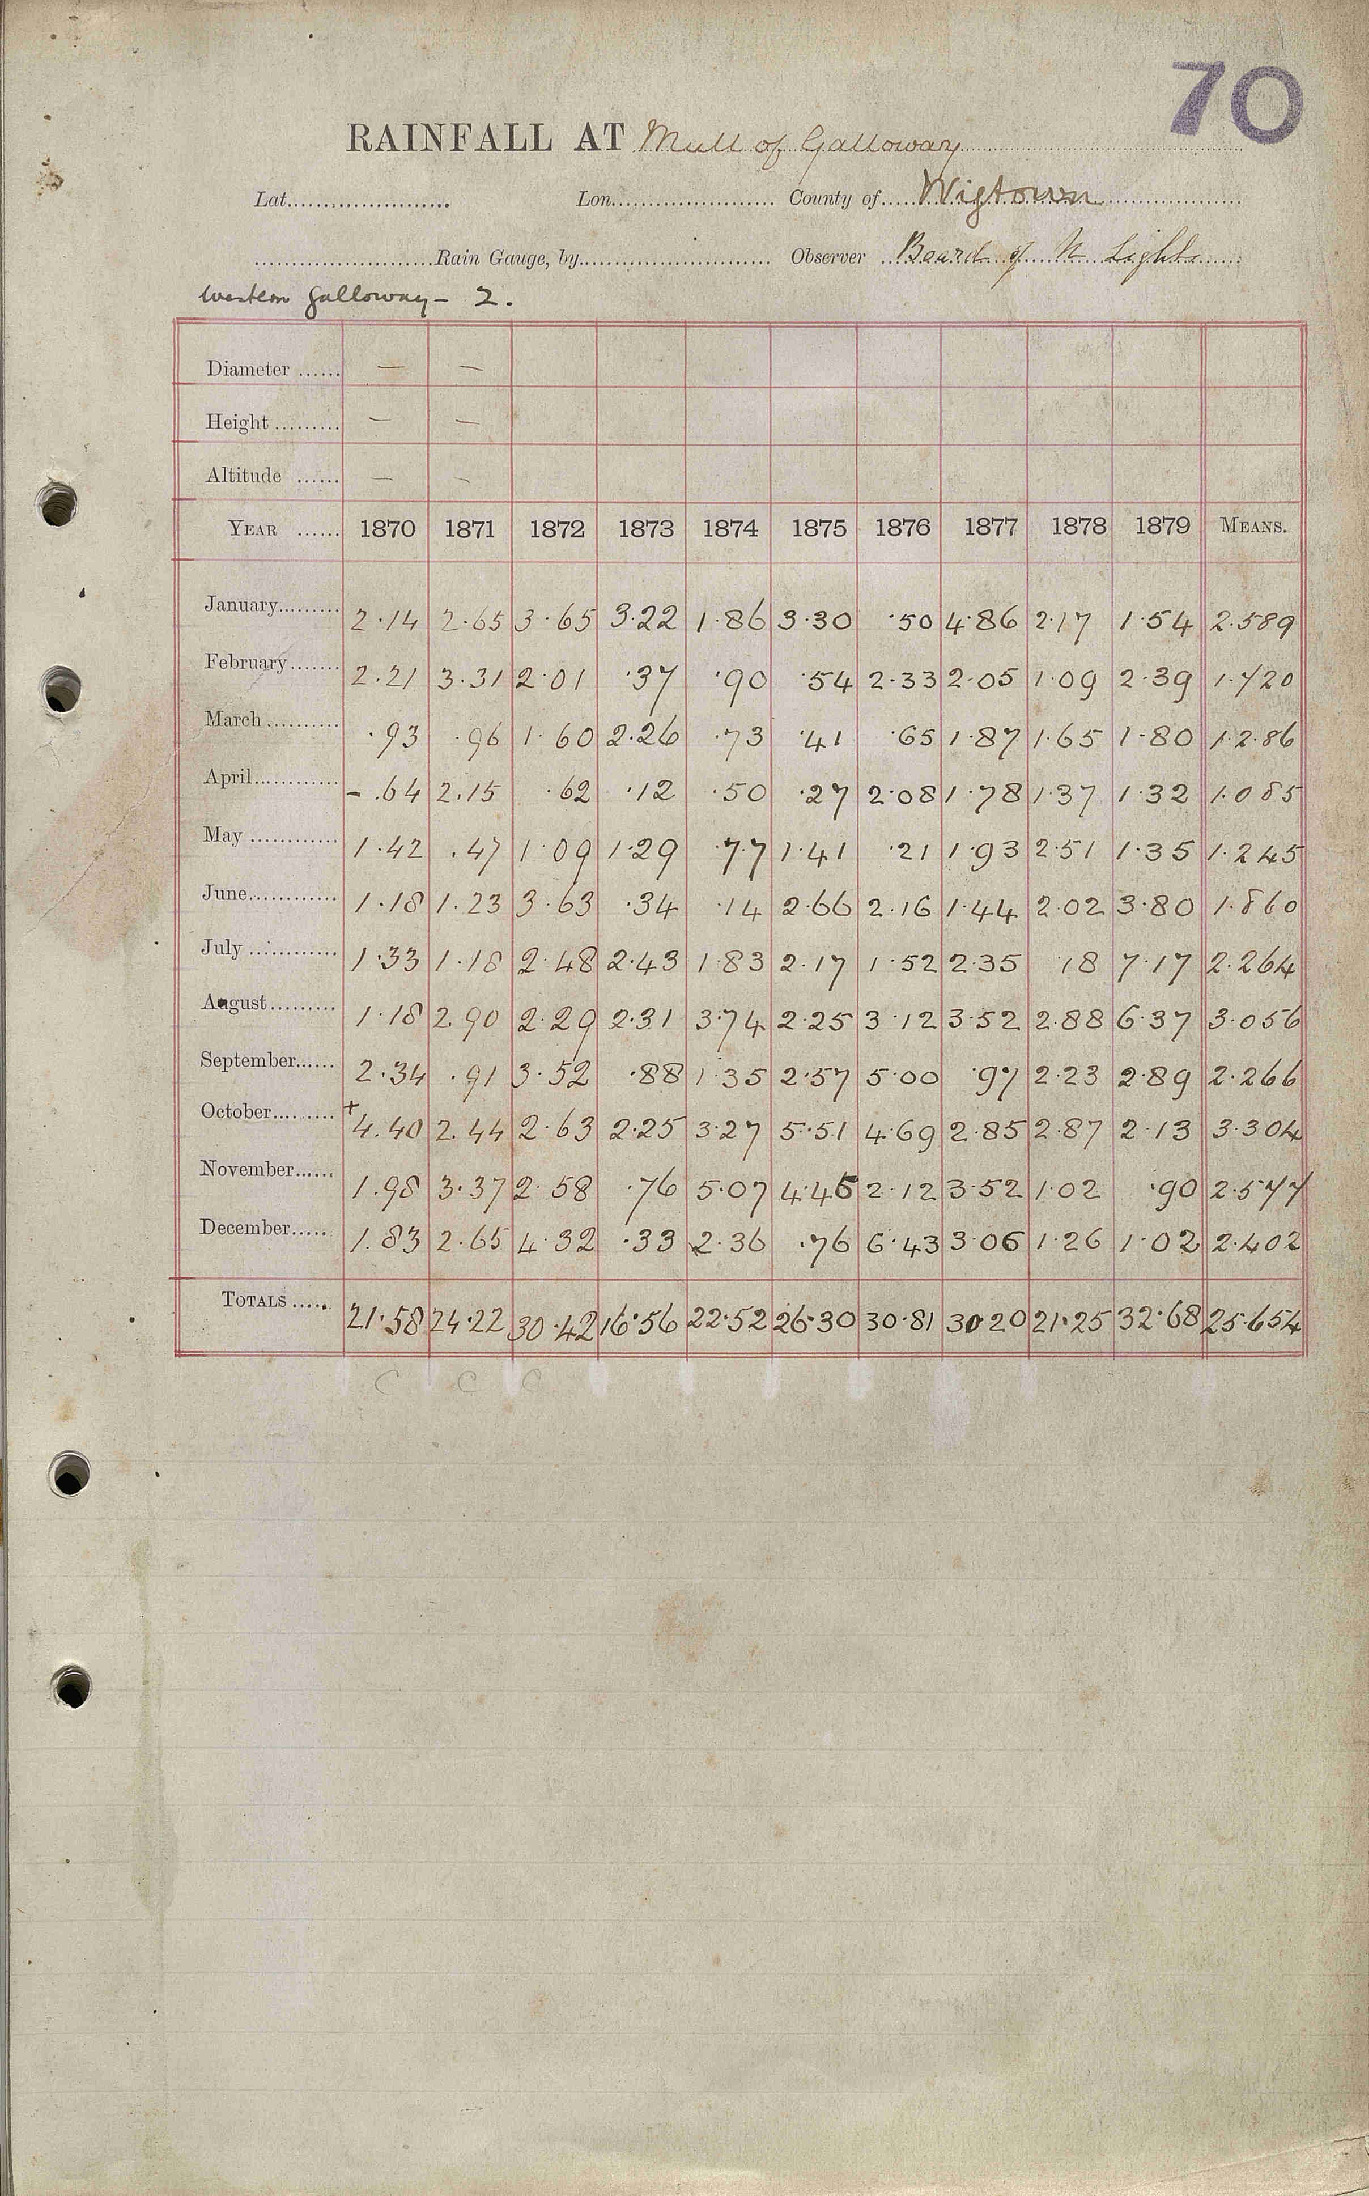 70
RAINFALL AT Mull of Galloway
Lat. Lon. County of Wigtown
Rain Gauge, by Observer Board of N Lights
Western Galloway - 2.
Diameter — —
Height — —
Altitude — —
YEAR 1870 1871 1872 1873 1874 1875 1876 1877 1878 1879 MEANS.
January 2.14 2.65 3.65 3.22 1.86 3.30 .50 4.86 2.17 1.54 2.589
February 2.21 3.31 2.01 .37 .90 .54 2.33 2.05 1.09 2.39 1.720
March .93 .96 1.60 2.26 .73 .41 .65 1.87 1.65 1.80 1.286
April - .64 2.15 .62 .12 .50 .27 2.08 1.78 1.37 1.32 1.085
May 1.42 .47 1.09 1.29 .77 1.41 .21 1.93 2.51 1.35 1.245
June 1.18 1.23 3.63 .34 .14 2.66 2.16 1.44 2.02 3.80 1.860
July 1.33 1.18 2.48 2.43 1.83 2.17 1.52 2.35 18 7.17 2.264
August 1.18 2.90 2.29 2.31 3.74 2.25 3.12 3.52 2.88 6.37 3.056
September 2.34 .91 3.52 .88 1.35 2.57 5.00 .97 2.23 2.89 2.266
October + 4.40 2.44 2.63 2.25 3.27 5.51 4.69 2.85 2.87 2.13 3.304
November 1.98 3.37 2.58 .76 5.07 4.45 2.12 3.52 1.02 .90 2.577
December 1.83 2.65 4.32 .33 2.36 .76 6.43 3.06 1.26 1.02 2.402
TOTALS 21.58 24.22 30.42 16.56 22.52 26.30 30.81 30.20 21.25 32.68 25.654
C C C